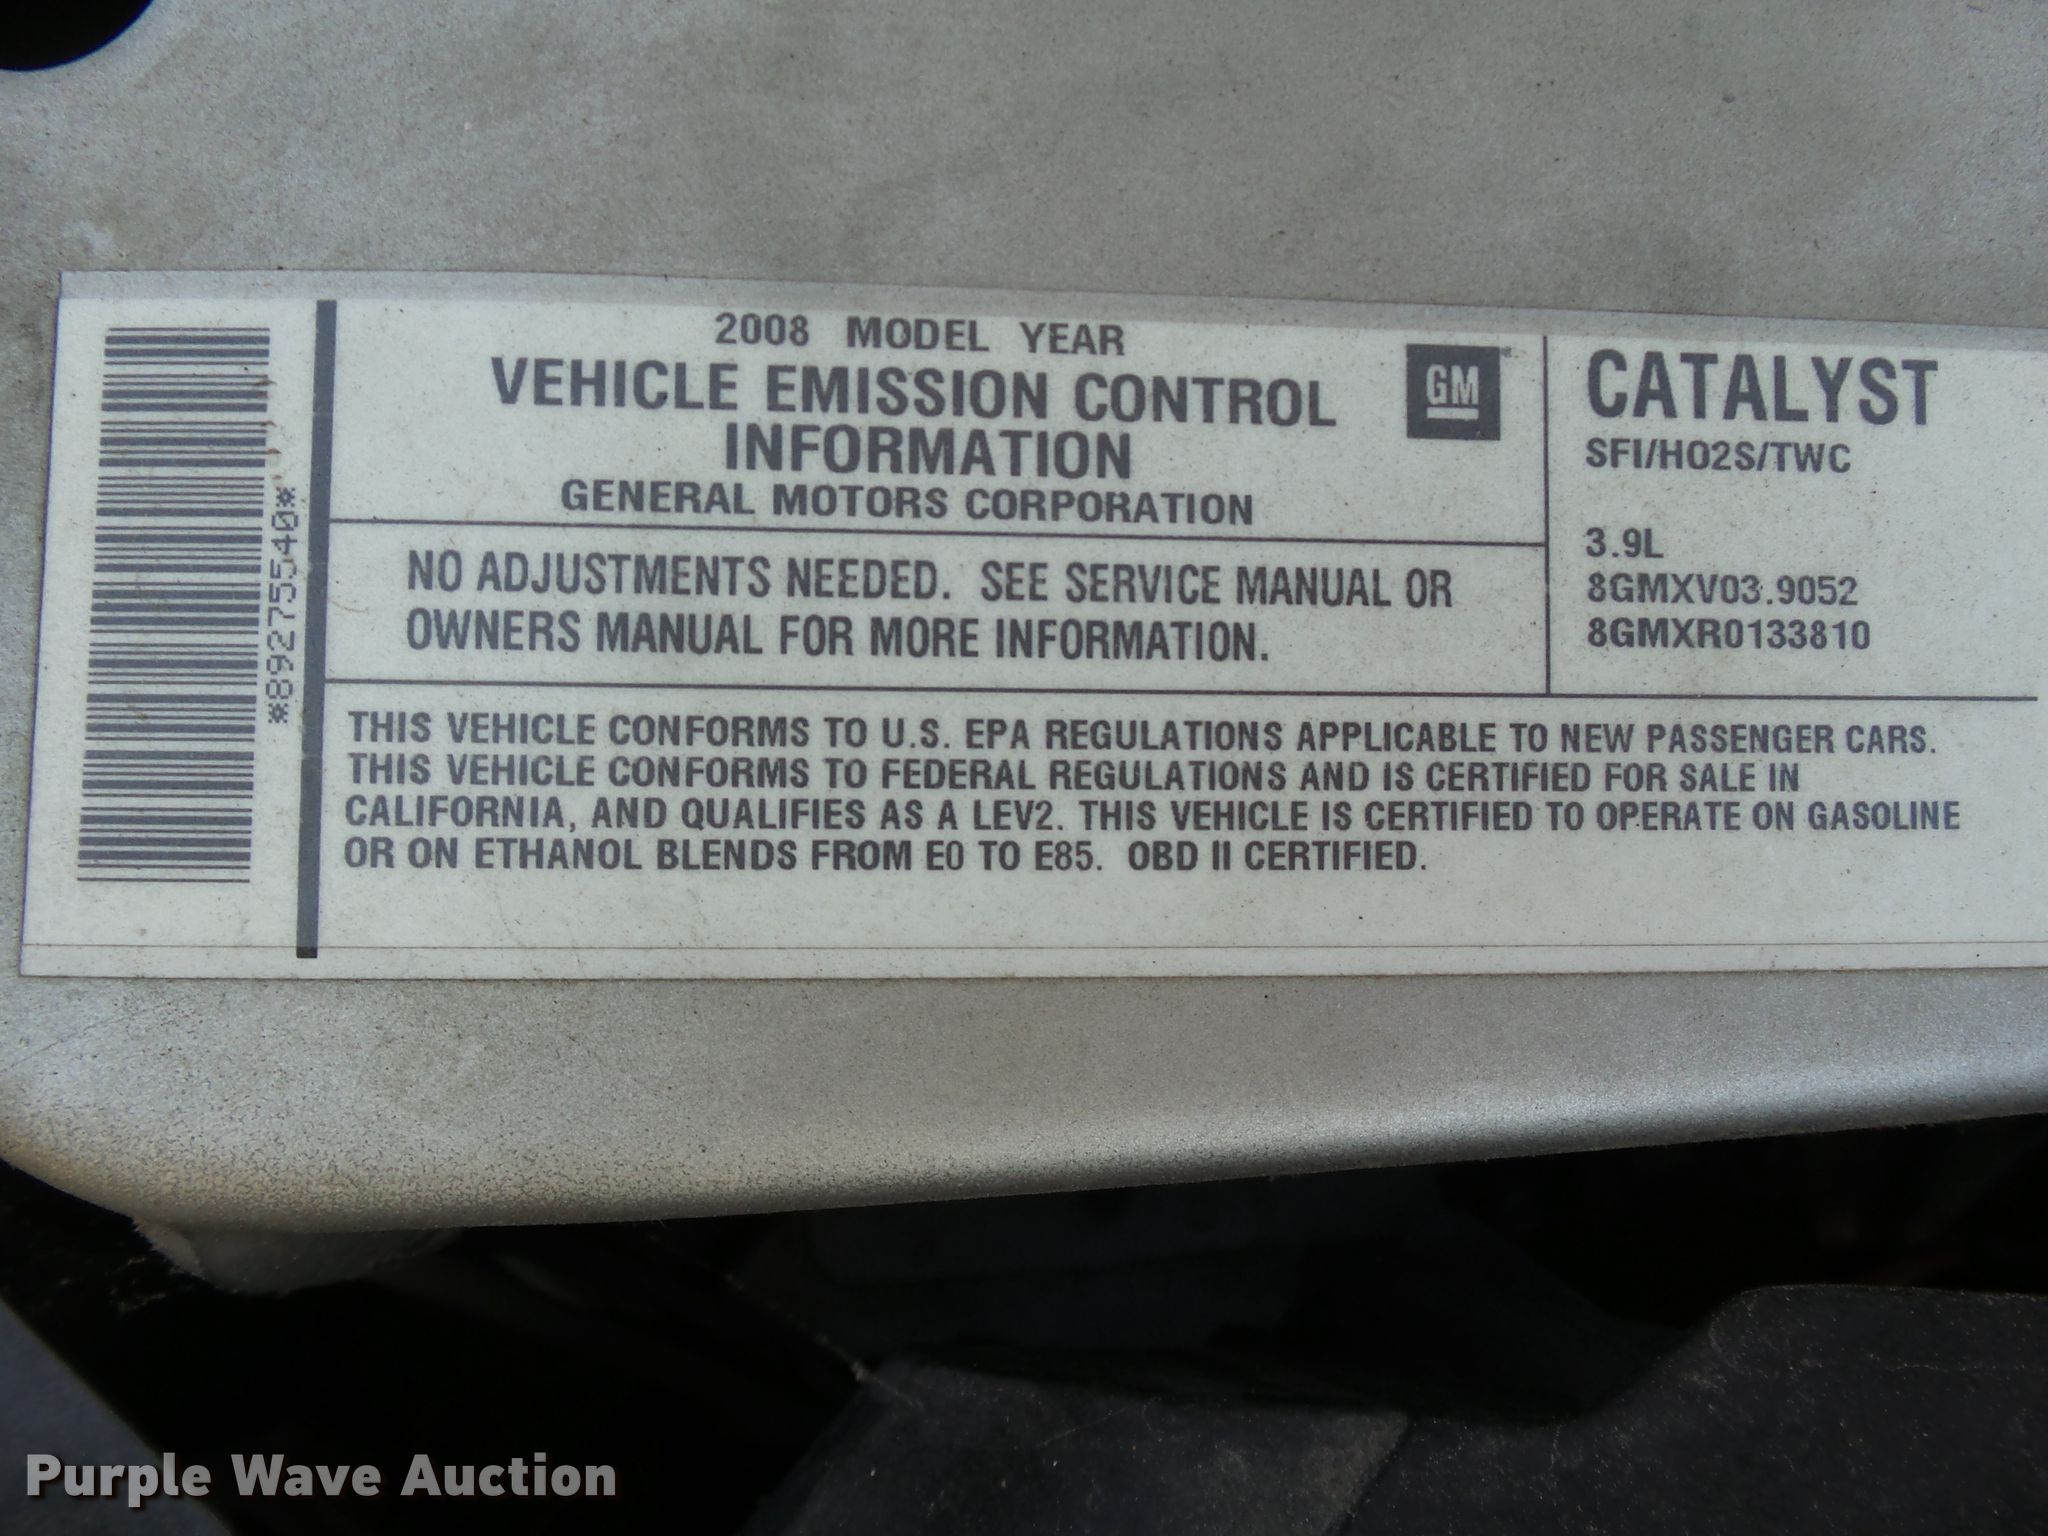 2008 MODEL YEAR
VEHICLE EMISSION CONTROL
INFORMATION
GENERAL MOTORS CORPORATION
GM
NO ADJUSTMENTS NEEDED. SEE SERVICE MANUAL OR
OWNERS MANUAL FOR MORE INFORMATION.
CATALYST
SFI/HO2S/TWC
3.9L
8GMXV03.9052
8GMXR0133810
*89275540*
THIS VEHICLE CONFORMS TO U.S. EPA REGULATIONS APPLICABLE TO NEW PASSENGER CARS.
THIS VEHICLE CONFORMS TO FEDERAL REGULATIONS AND IS CERTIFIED FOR SALE IN
CALIFORNIA, AND QUALIFIES AS A LEV2. THIS VEHICLE IS CERTIFIED TO OPERATE ON GASOLINE
OR ON ETHANOL BLENDS FROM E0 TO E85. OBD II CERTIFIED.
Purple Wave Auction